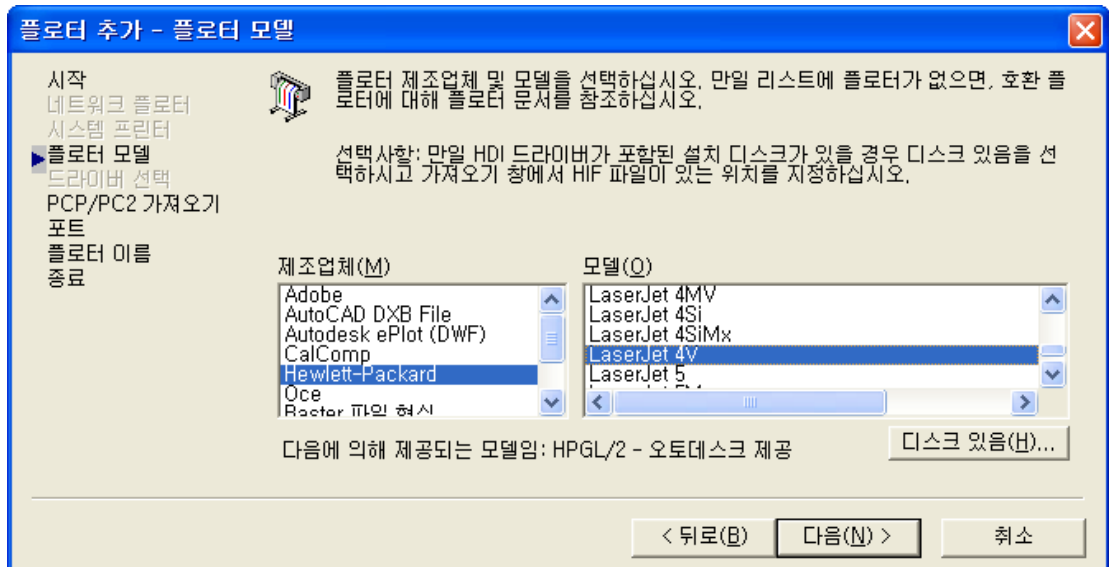 플로터 추가 - 플로터 모델
시작
네트워크 플로터
시스템 프린터
플로터 모델
드라이버 선택
PCP/PC2 가져오기
포트
플로터 이름
종료
플로터 제조업체 및 모델을 선택하십시오. 만일 리스트에 플로터가 없으면, 호환 플
로터에 대해 플로터 문서를 참조하십시오.
선택사항: 만일 HDI 드라이버가 포함된 설치 디스크가 있을 경우 디스크 있음을 선
택하시고 가져오기 창에서 HIF 파일이 있는 위치를 지정하십시오.
제조업체(M)
Adobe
AutoCAD DXB File
Autodesk ePlot (DWF)
CalComp
Hewlett-Packard
Oce
Raster 파일 형식
모델(O)
LaserJet 4MV
LaserJet 4Si
LaserJet 4SiMx
LaserJet 4V
LaserJet 5
다음에 의해 제공되는 모델임: HPGL/2 - 오토데스크 제공
디스크 있음(H)...
< 뒤로(B)
다음(N) >
취소